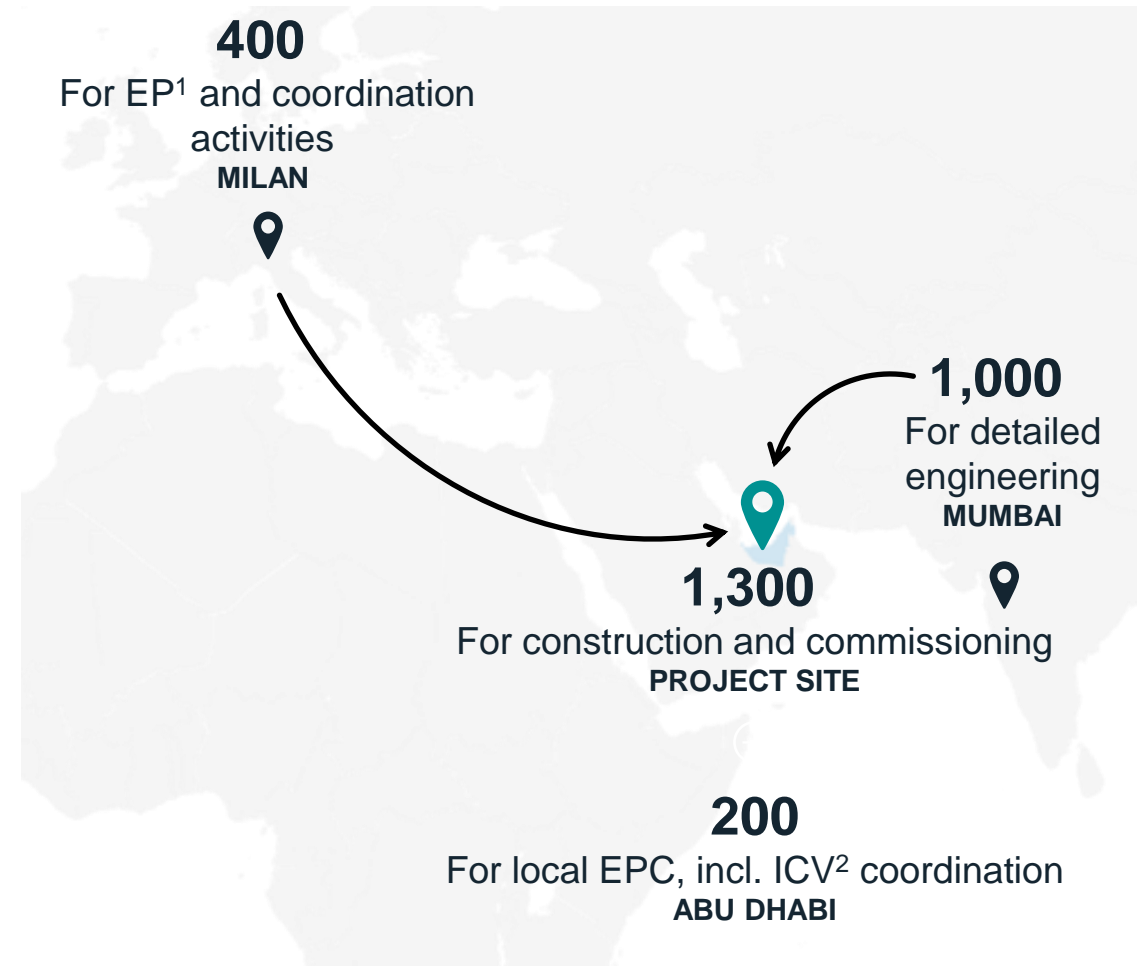 400
For EP¹ and coordination
activities
MILAN
1,000
For detailed
engineering
MUMBAI
1,300
For construction and commissioning
PROJECT SITE
200
For local EPC, incl. ICV² coordination
ABU DHABI